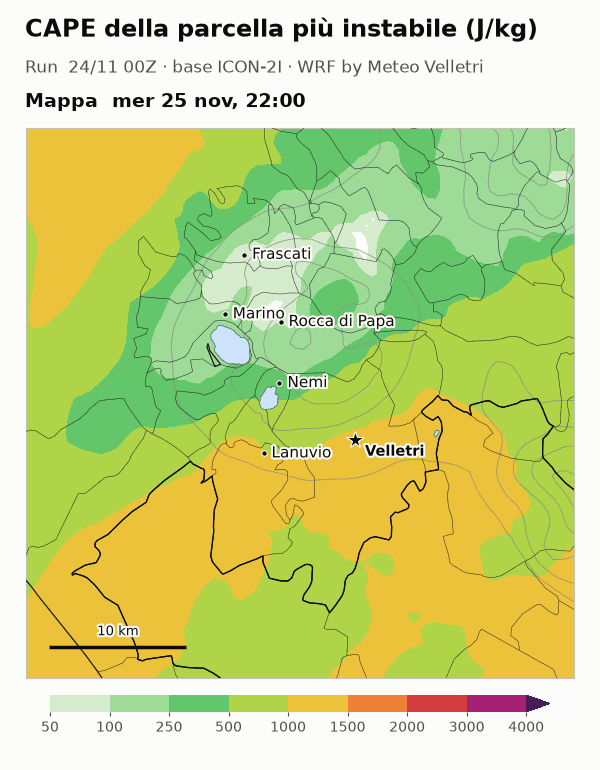 CAPE della parcella più instabile (J/kg)
Run  24/11 00Z · base ICON-2I · WRF by Meteo Velletri
Mappa  mer 25 nov, 22:00
Frascati
Marino
Rocca di Papa
Nemi
Velletri
Lanuvio
10 km
50 100 250 500 1000 1500 2000 3000 4000